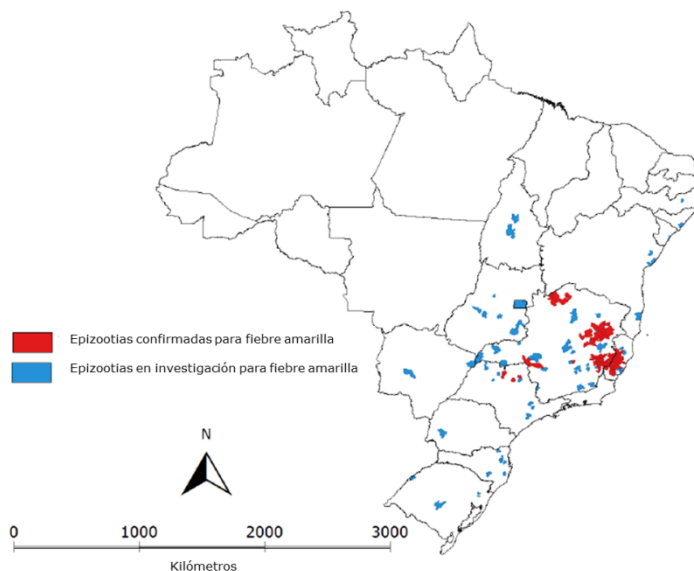 Epizootias confirmadas para fiebre amarilla
Epizootias en investigación para fiebre amarilla
N
0 1000 2000 3000
Kilómetros